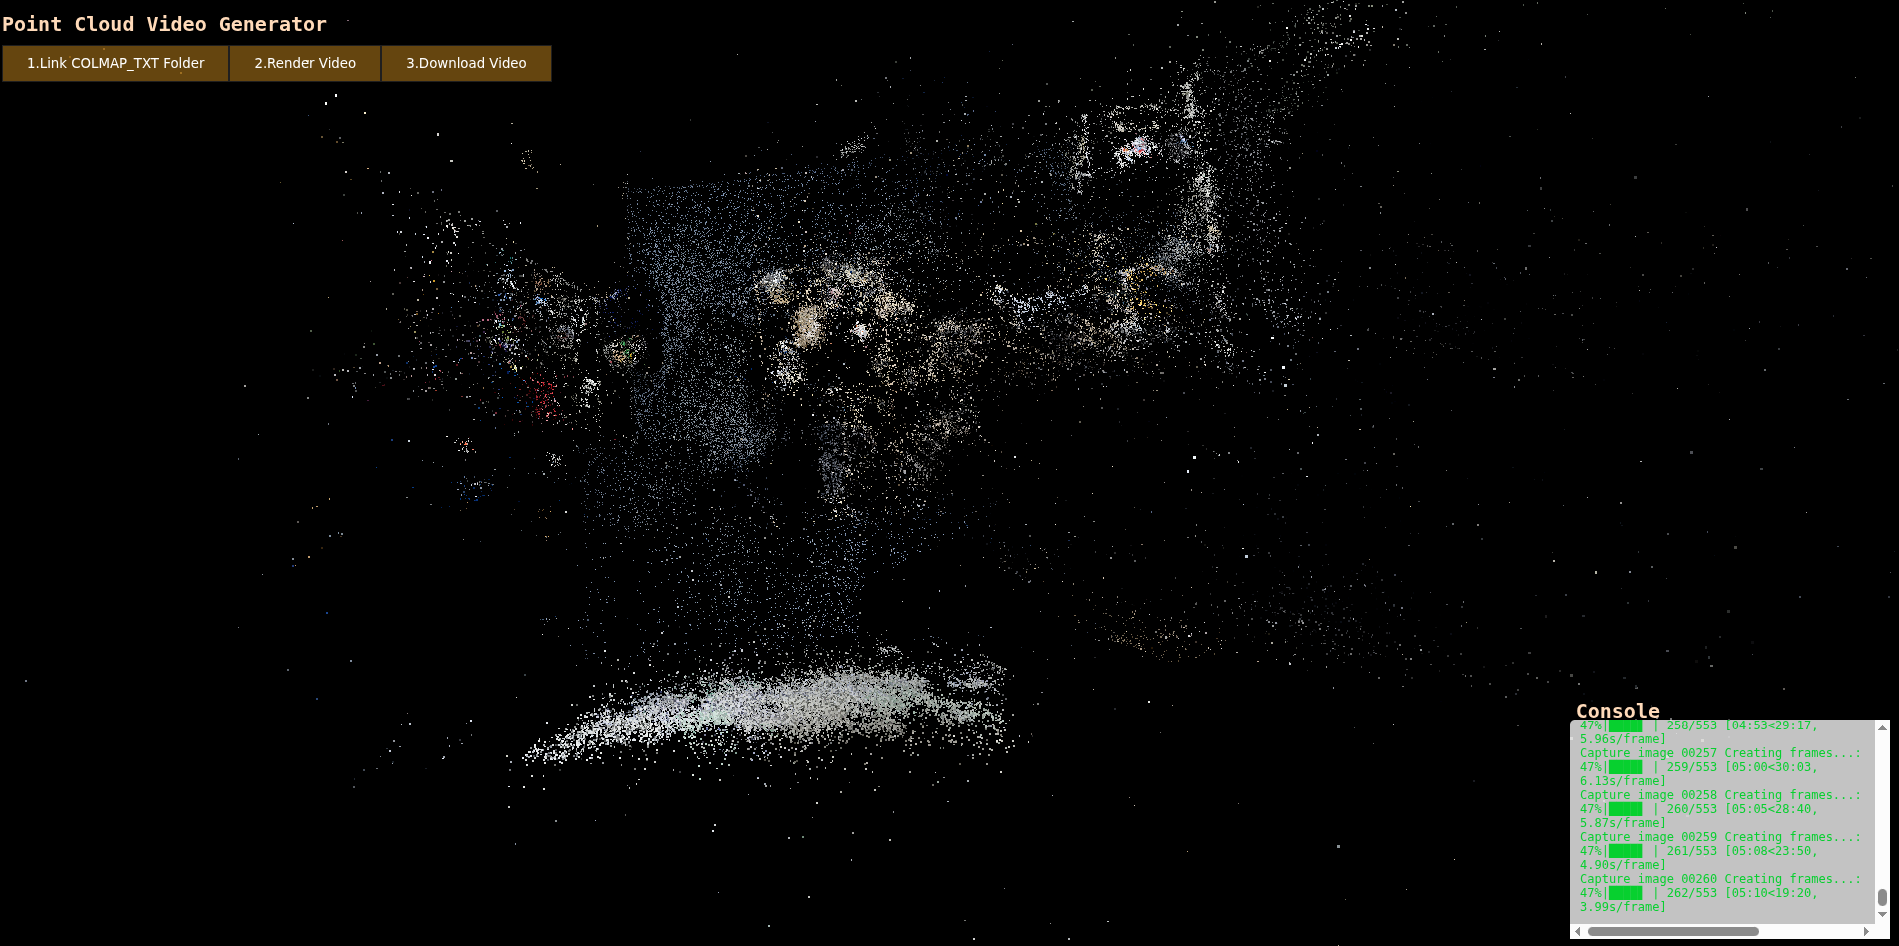 Point Cloud Video Generator
1.Link COLMAP_TXT Folder
2.Render Video
3.Download Video
Console
47%|█████ | 250/553 [04:53<29:17,
5.96s/frame]
Capture image 00257 Creating frames...:
47%|█████ | 259/553 [05:00<30:03,
6.13s/frame]
Capture image 00258 Creating frames...:
47%|█████ | 260/553 [05:05<28:40,
5.87s/frame]
Capture image 00259 Creating frames...:
47%|█████ | 261/553 [05:08<23:50,
4.90s/frame]
Capture image 00260 Creating frames...:
47%|█████ | 262/553 [05:10<19:20,
3.99s/frame]